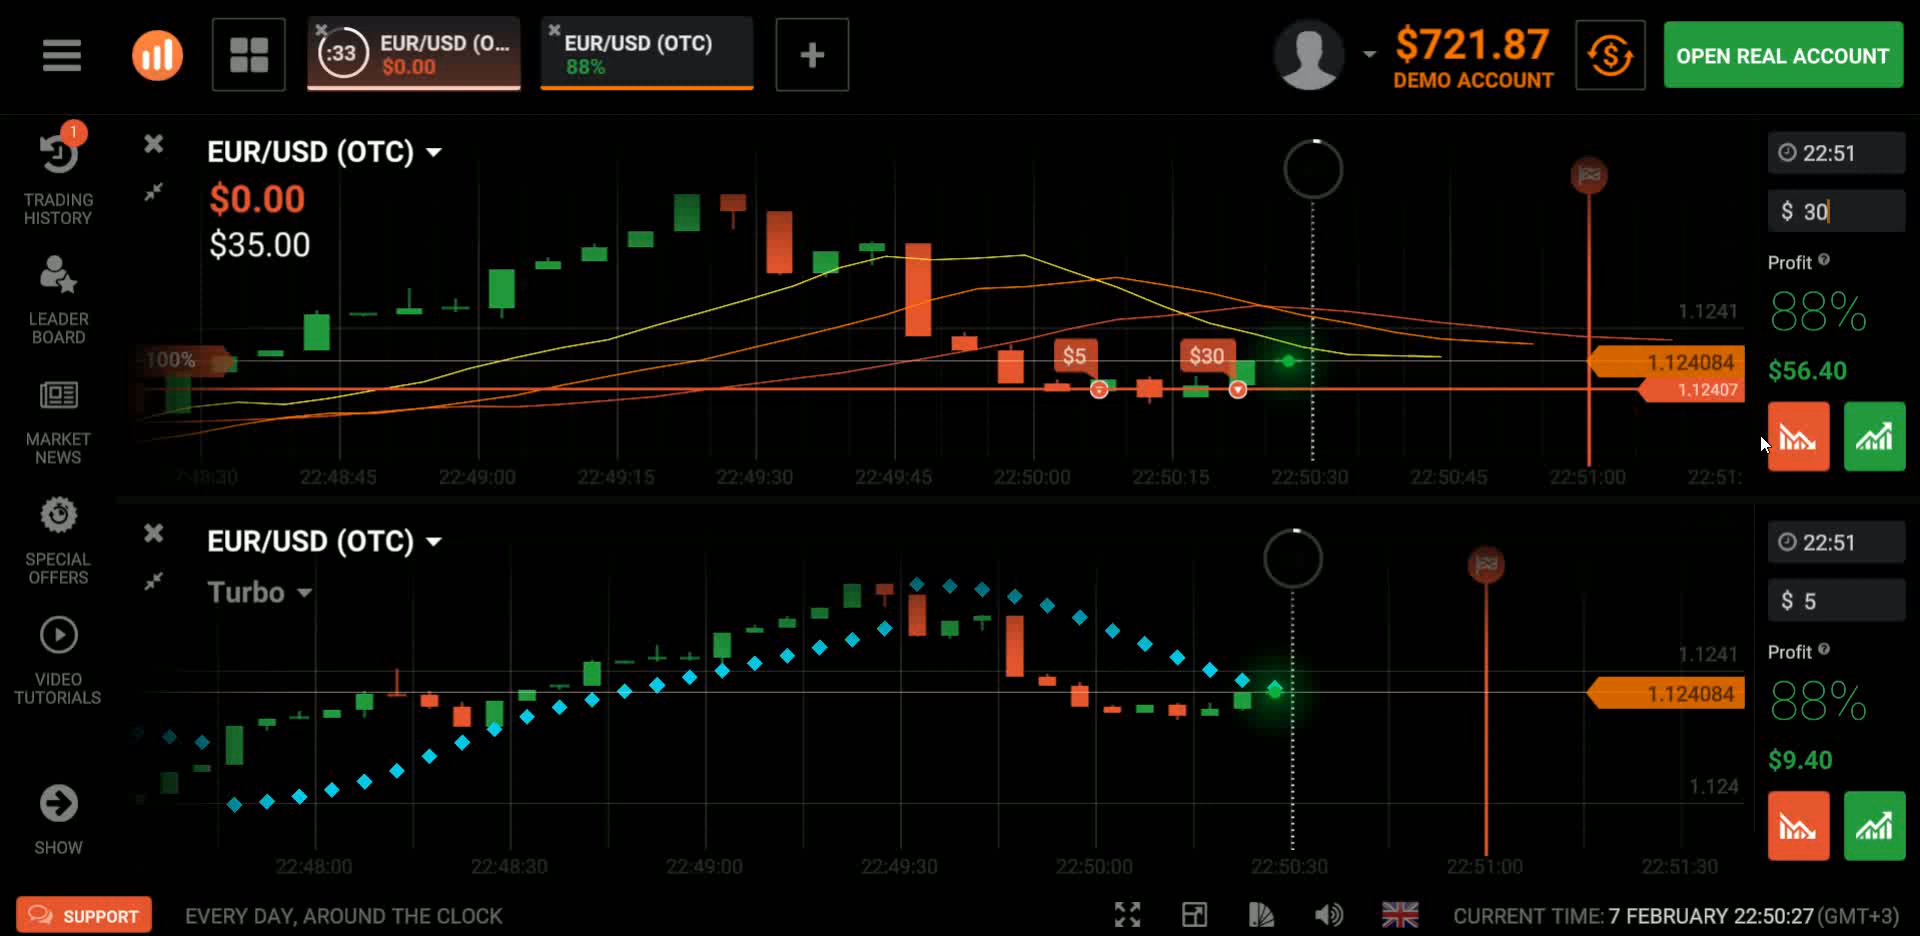 :33
EUR/USD (O...
$0.00
EUR/USD (OTC)
88%
$721.87
DEMO ACCOUNT
OPEN REAL ACCOUNT
1
TRADING
HISTORY
LEADER
BOARD
MARKET
NEWS
SPECIAL
OFFERS
VIDEO
TUTORIALS
SHOW
EUR/USD (OTC)
$0.00
$35.00
100%
$5
$30
1.1241
1.124084
1.12407
22:48:45
22:49:00
22:49:15
22:49:30
22:49:45
22:50:00
22:50:15
22:50:30
22:50:45
22:51:00
22:51:
22:51
$ 30
Profit
88%
$56.40
EUR/USD (OTC)
Turbo
1.1241
1.124084
1.124
22:48:00
22:48:30
22:49:00
22:49:30
22:50:00
22:50:30
22:51:00
22:51:30
22:51
$ 5
Profit
88%
$9.40
SUPPORT
EVERY DAY, AROUND THE CLOCK
CURRENT TIME: 7 FEBRUARY 22:50:27 (GMT+3)